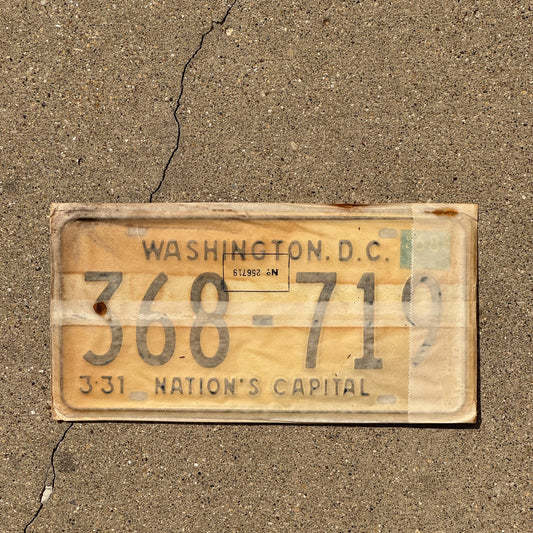 WASHINGTON, D.C.
Nº 256719
368-719
3·31 NATION'S CAPITAL